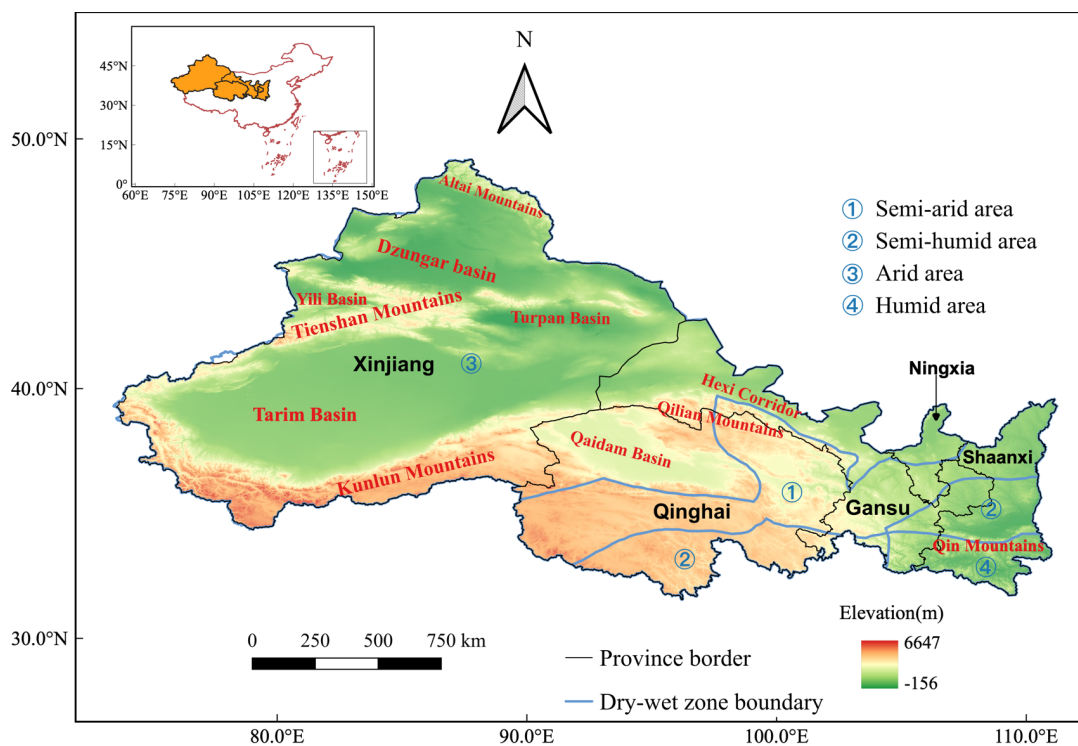 45°N
30°N
15°N
0°
60°E
75°E
90°E
105°E
120°E
135°E
150°E
N
50.0°N
40.0°N
30.0°N
① Semi-arid area
② Semi-humid area
③ Arid area
④ Humid area
Altai Mountains
Dzungar basin
Yili Basin
Tienshan Mountains
Turpan Basin
Xinjiang
③
Tarim Basin
Kunlun Mountains
Hexi Corridor
Qilian Mountains
Qaidam Basin
①
Qinghai
②
Gansu
Ningxia
Shaanxi
②
Qin Mountains
④
0 250 500 750 km
Province border
Dry-wet zone boundary
Elevation(m)
6647
-156
80.0°E
90.0°E
100.0°E
110.0°E